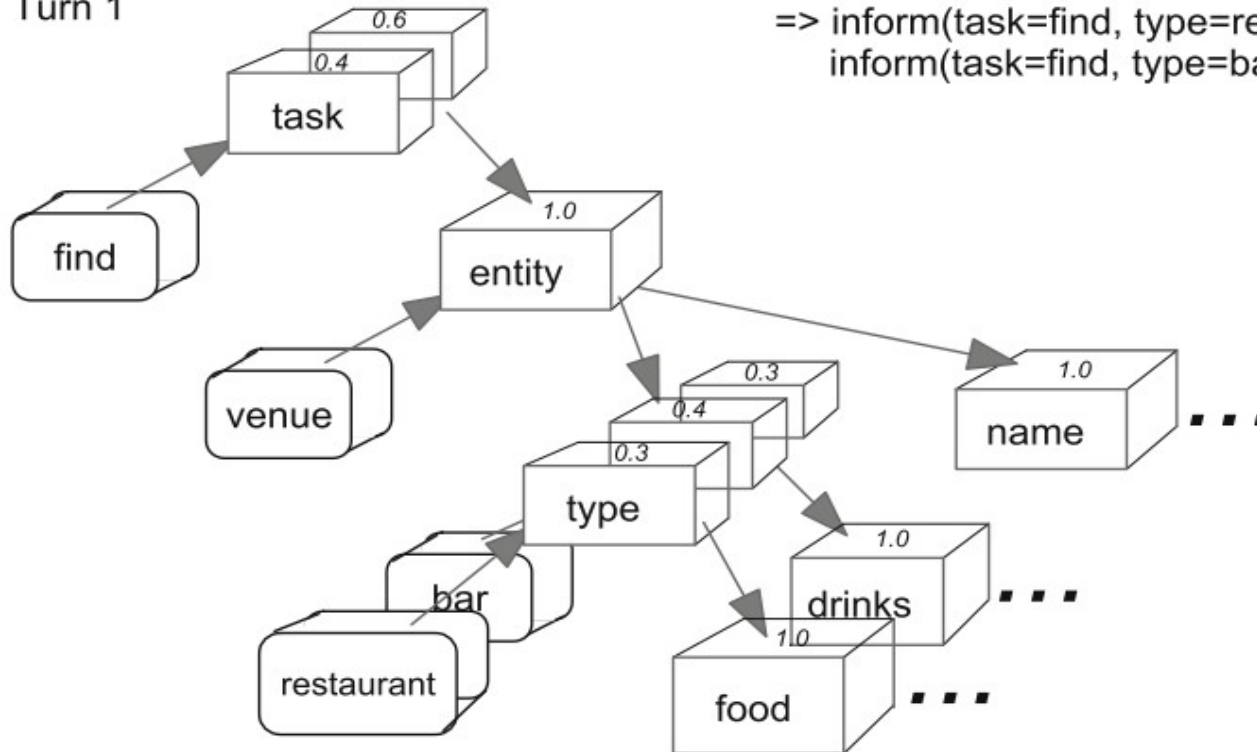 Turn 1
=> inform(task=find, type=re
inform(task=find, type=ba
0.6
0.4
task
1.0
find
entity
0.3
1.0
0.4
venue
name
...
0.3
type
1.0
bar
drinks
...
1.0
restaurant
food
...